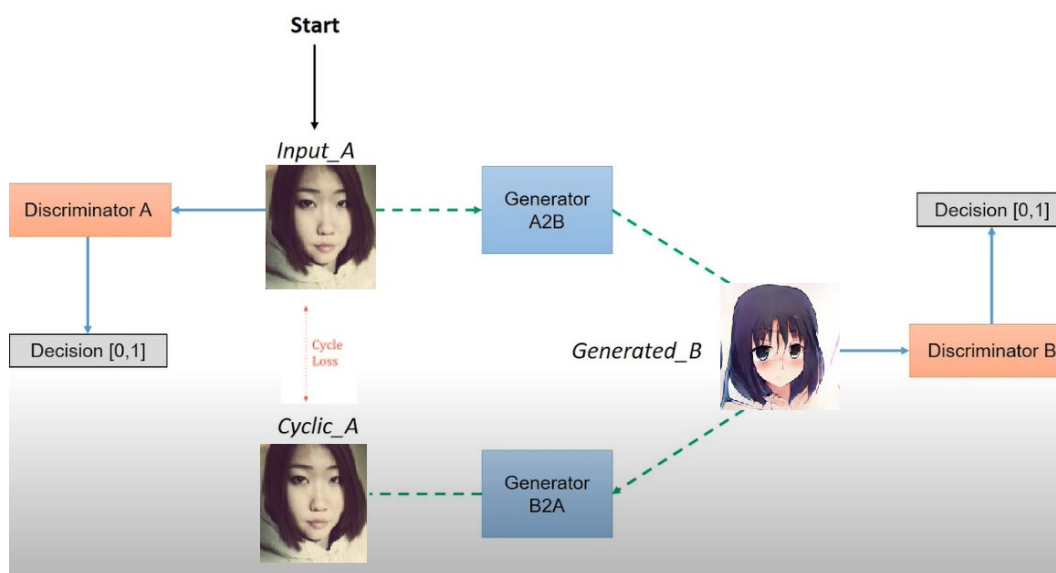 Start
Input_A
Discriminator A
Generator
A2B
Decision [0,1]
Decision [0,1]
Cycle
Loss
Generated_B
Discriminator B
Cyclic_A
Generator
B2A